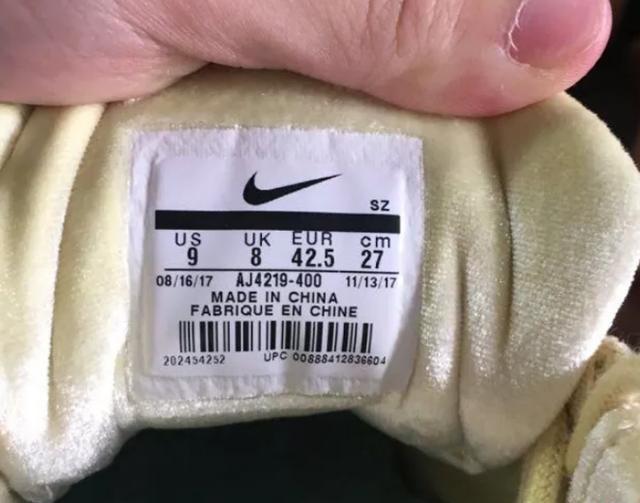 SZ
US UK EUR cm
9 8 42.5 27
08/16/17 AJ4219-400 11/13/17
MADE IN CHINA
FABRIQUE EN CHINE
202454252 UPC 00888412836604